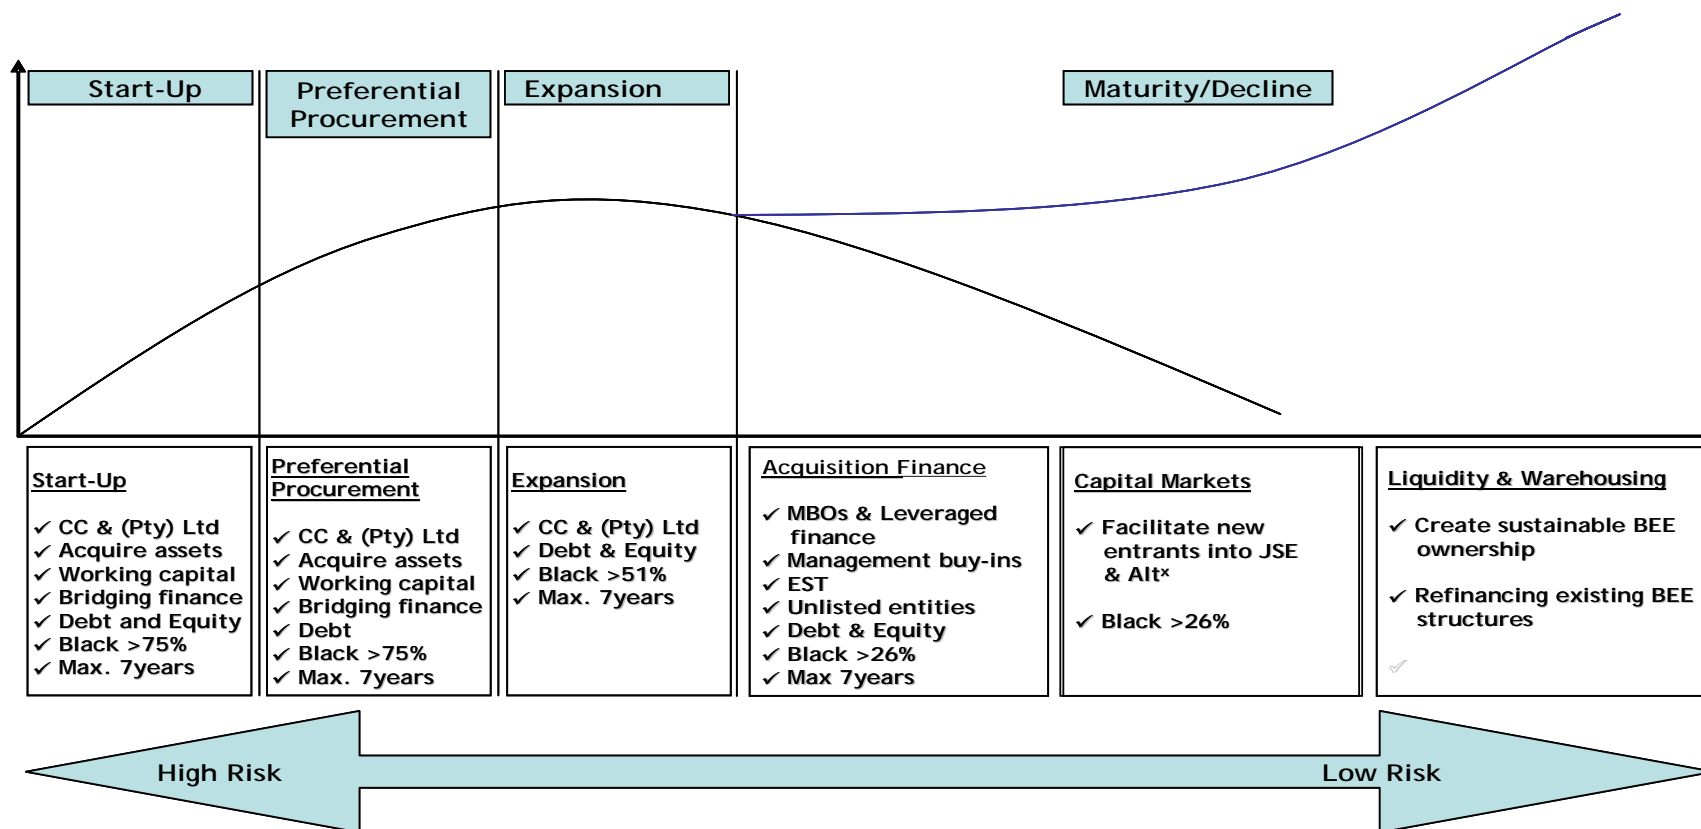 Start-Up
Preferential
Procurement
Expansion
Maturity/Decline
Start-Up
✓ CC & (Pty) Ltd
✓ Acquire assets
✓ Working capital
✓ Bridging finance
✓ Debt and Equity
✓ Black >75%
✓ Max. 7years
Preferential
Procurement
✓ CC & (Pty) Ltd
✓ Acquire assets
✓ Working capital
✓ Bridging finance
✓ Debt
✓ Black >75%
✓ Max. 7years
Expansion
✓ CC & (Pty) Ltd
✓ Debt & Equity
✓ Black >51%
✓ Max. 7years
Acquisition Finance
✓ MBOs & Leveraged
finance
✓ Management buy-ins
✓ EST
✓ Unlisted entities
✓ Debt & Equity
✓ Black >26%
✓ Max 7years
Capital Markets
✓ Facilitate new
entrants into JSE
& Altˣ
✓ Black >26%
Liquidity & Warehousing
✓ Create sustainable BEE
ownership
✓ Refinancing existing BEE
structures
✓
High Risk
Low Risk